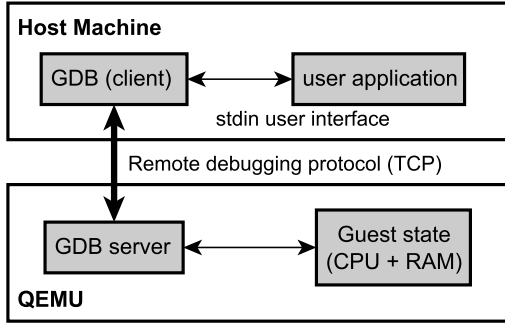 Host Machine
GDB (client)
user application
stdin user interface
Remote debugging protocol (TCP)
GDB server
Guest state
(CPU + RAM)
QEMU